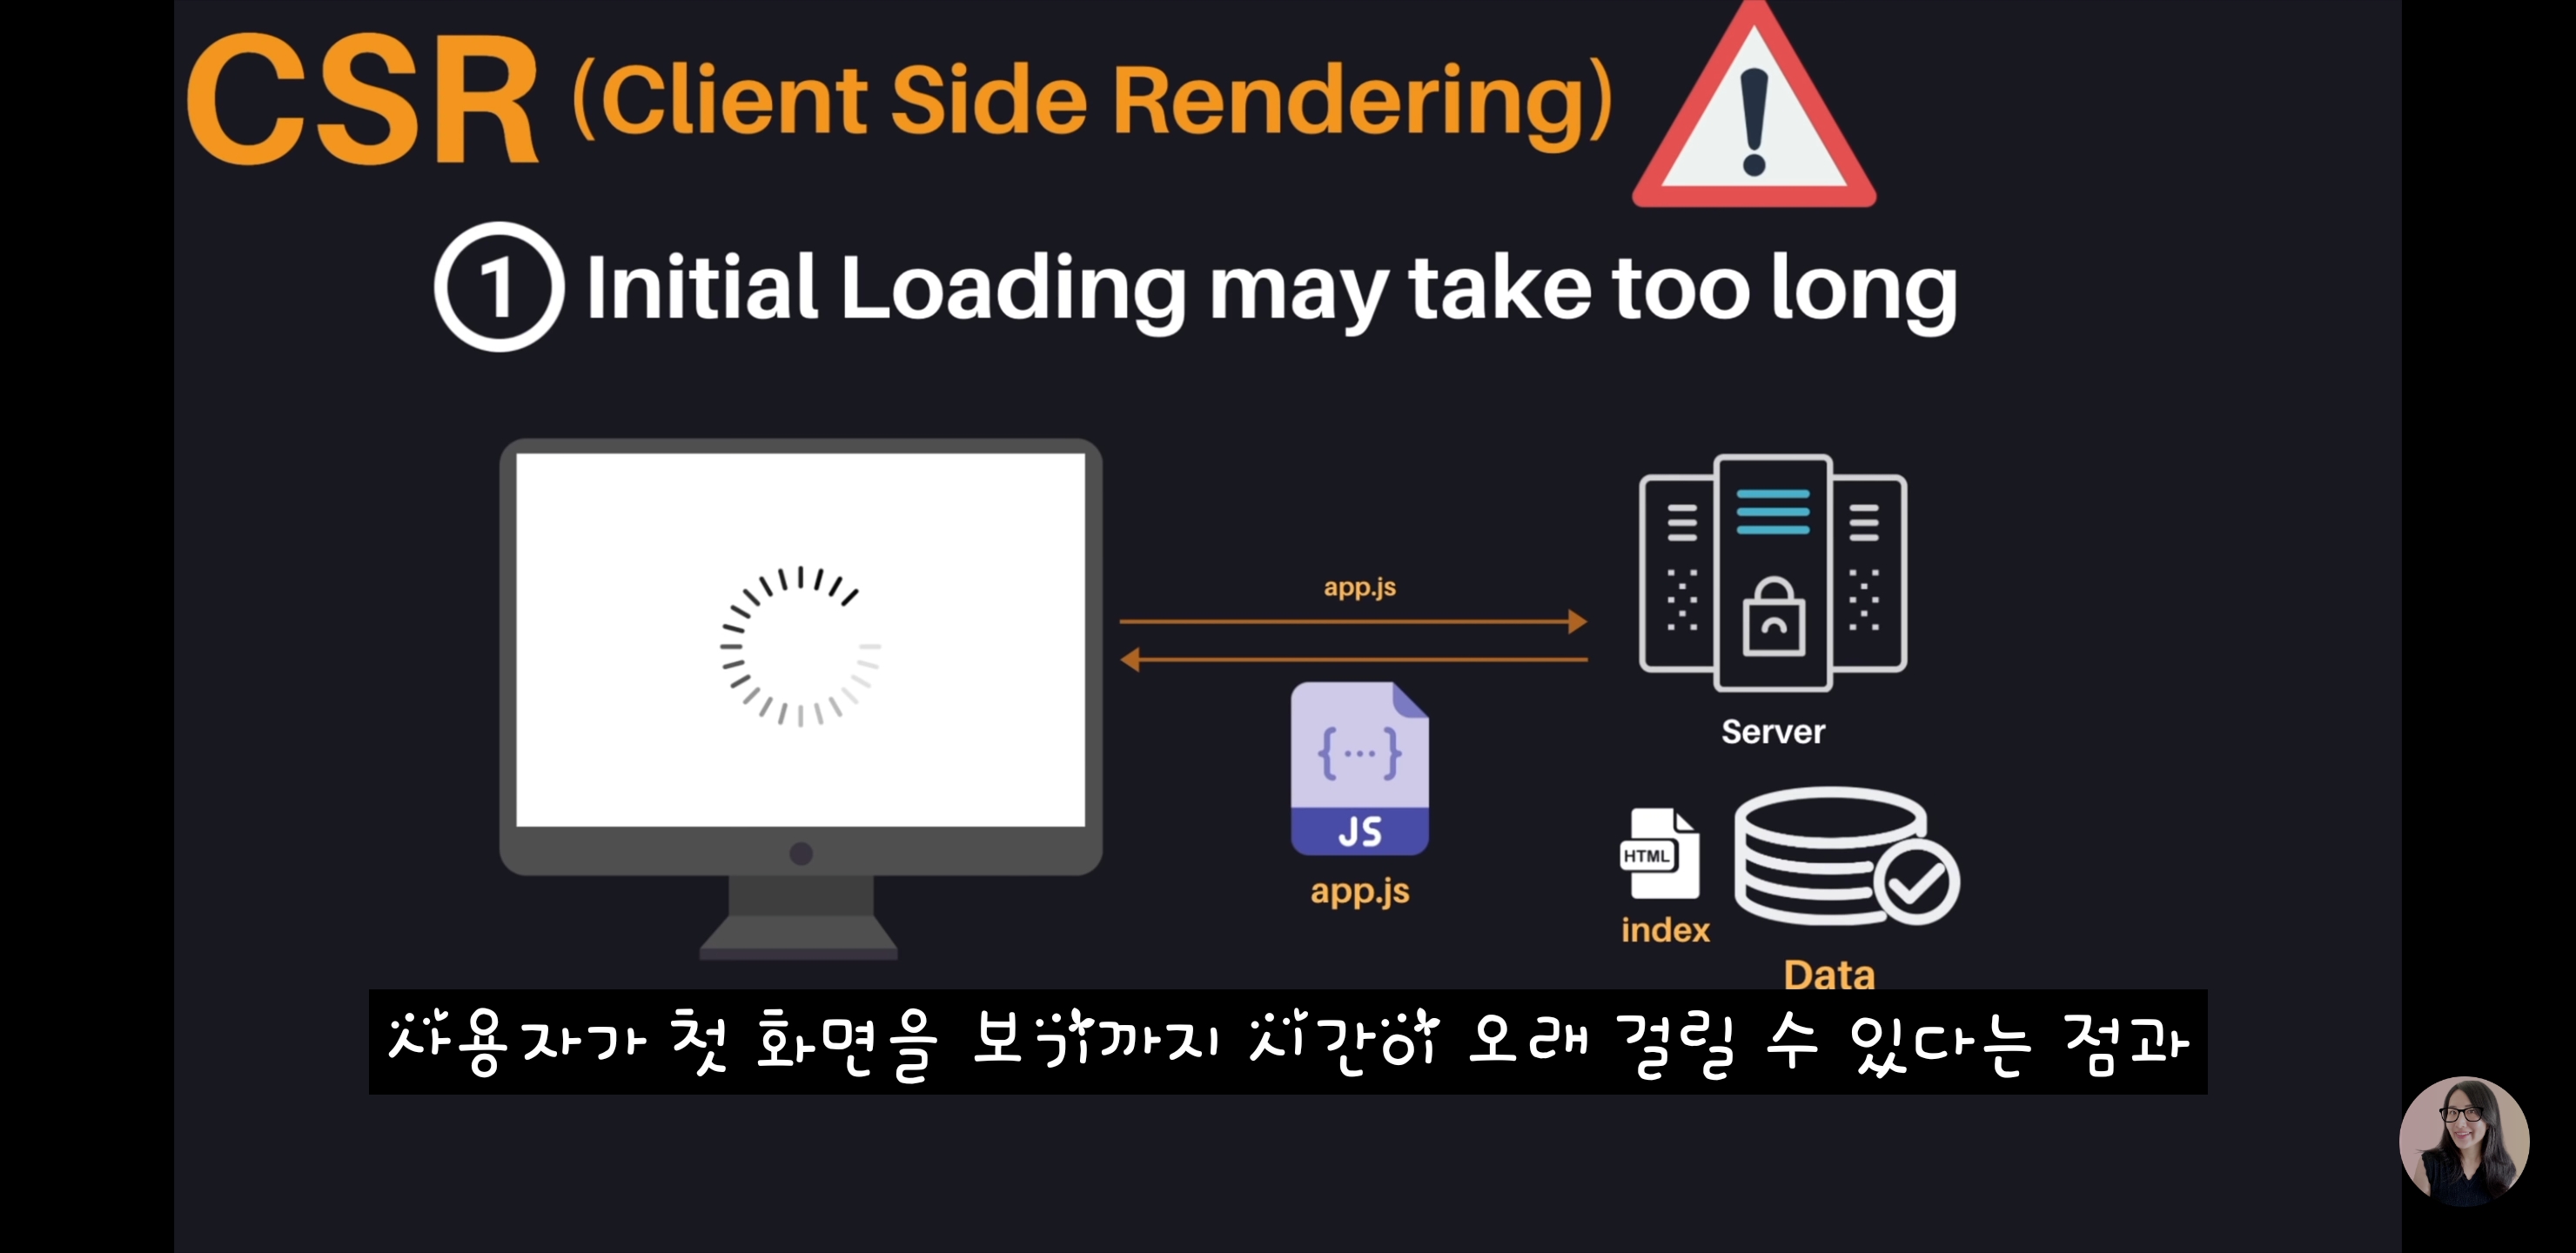 CSR (Client Side Rendering)
1 Initial Loading may take too long
app.js
JS
app.js
Server
HTML
index
Data
사용자가 첫 화면을 보기까지 시간이 오래 걸릴 수 있다는 점과